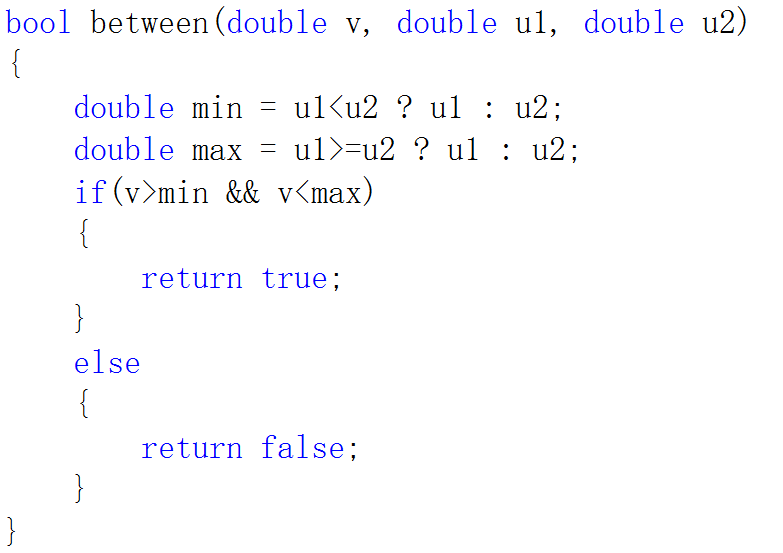 bool between(double v, double u1, double u2)
{
    double min = u1<u2 ? u1 : u2;
    double max = u1>=u2 ? u1 : u2;
    if(v>min && v<max)
    {
        return true;
    }
    else
    {
        return false;
    }
}